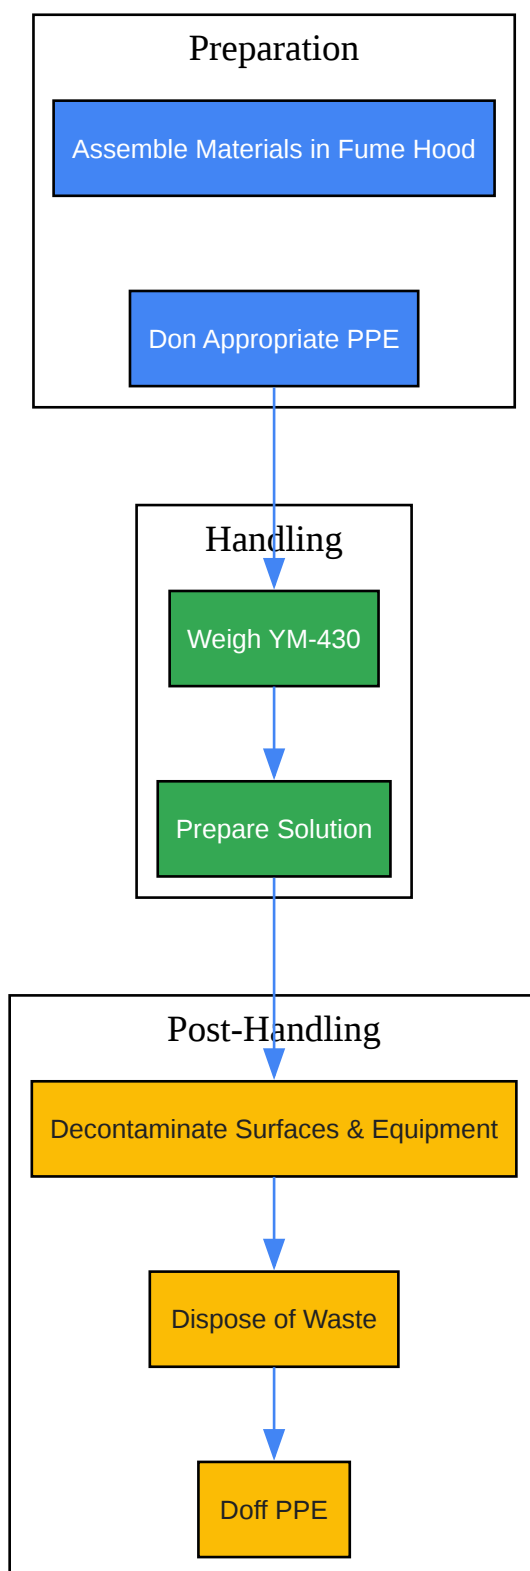 Preparation
Assemble Materials in Fume Hood
Don Appropriate PPE
Handling
Weigh YM-430
Prepare Solution
Post-Handling
Decontaminate Surfaces & Equipment
Dispose of Waste
Doff PPE